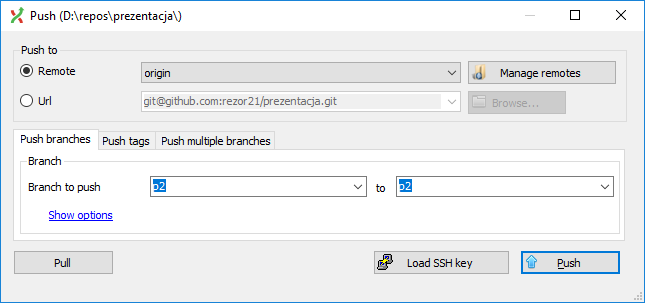 Push (D:\repos\prezentacja\)
Push to
Remote
origin
Manage remotes
Url
git@github.com:rezor21/prezentacja.git
Browse...
Push branches
Push tags
Push multiple branches
Branch
Branch to push
p2
to
p2
Show options
Pull
Load SSH key
Push